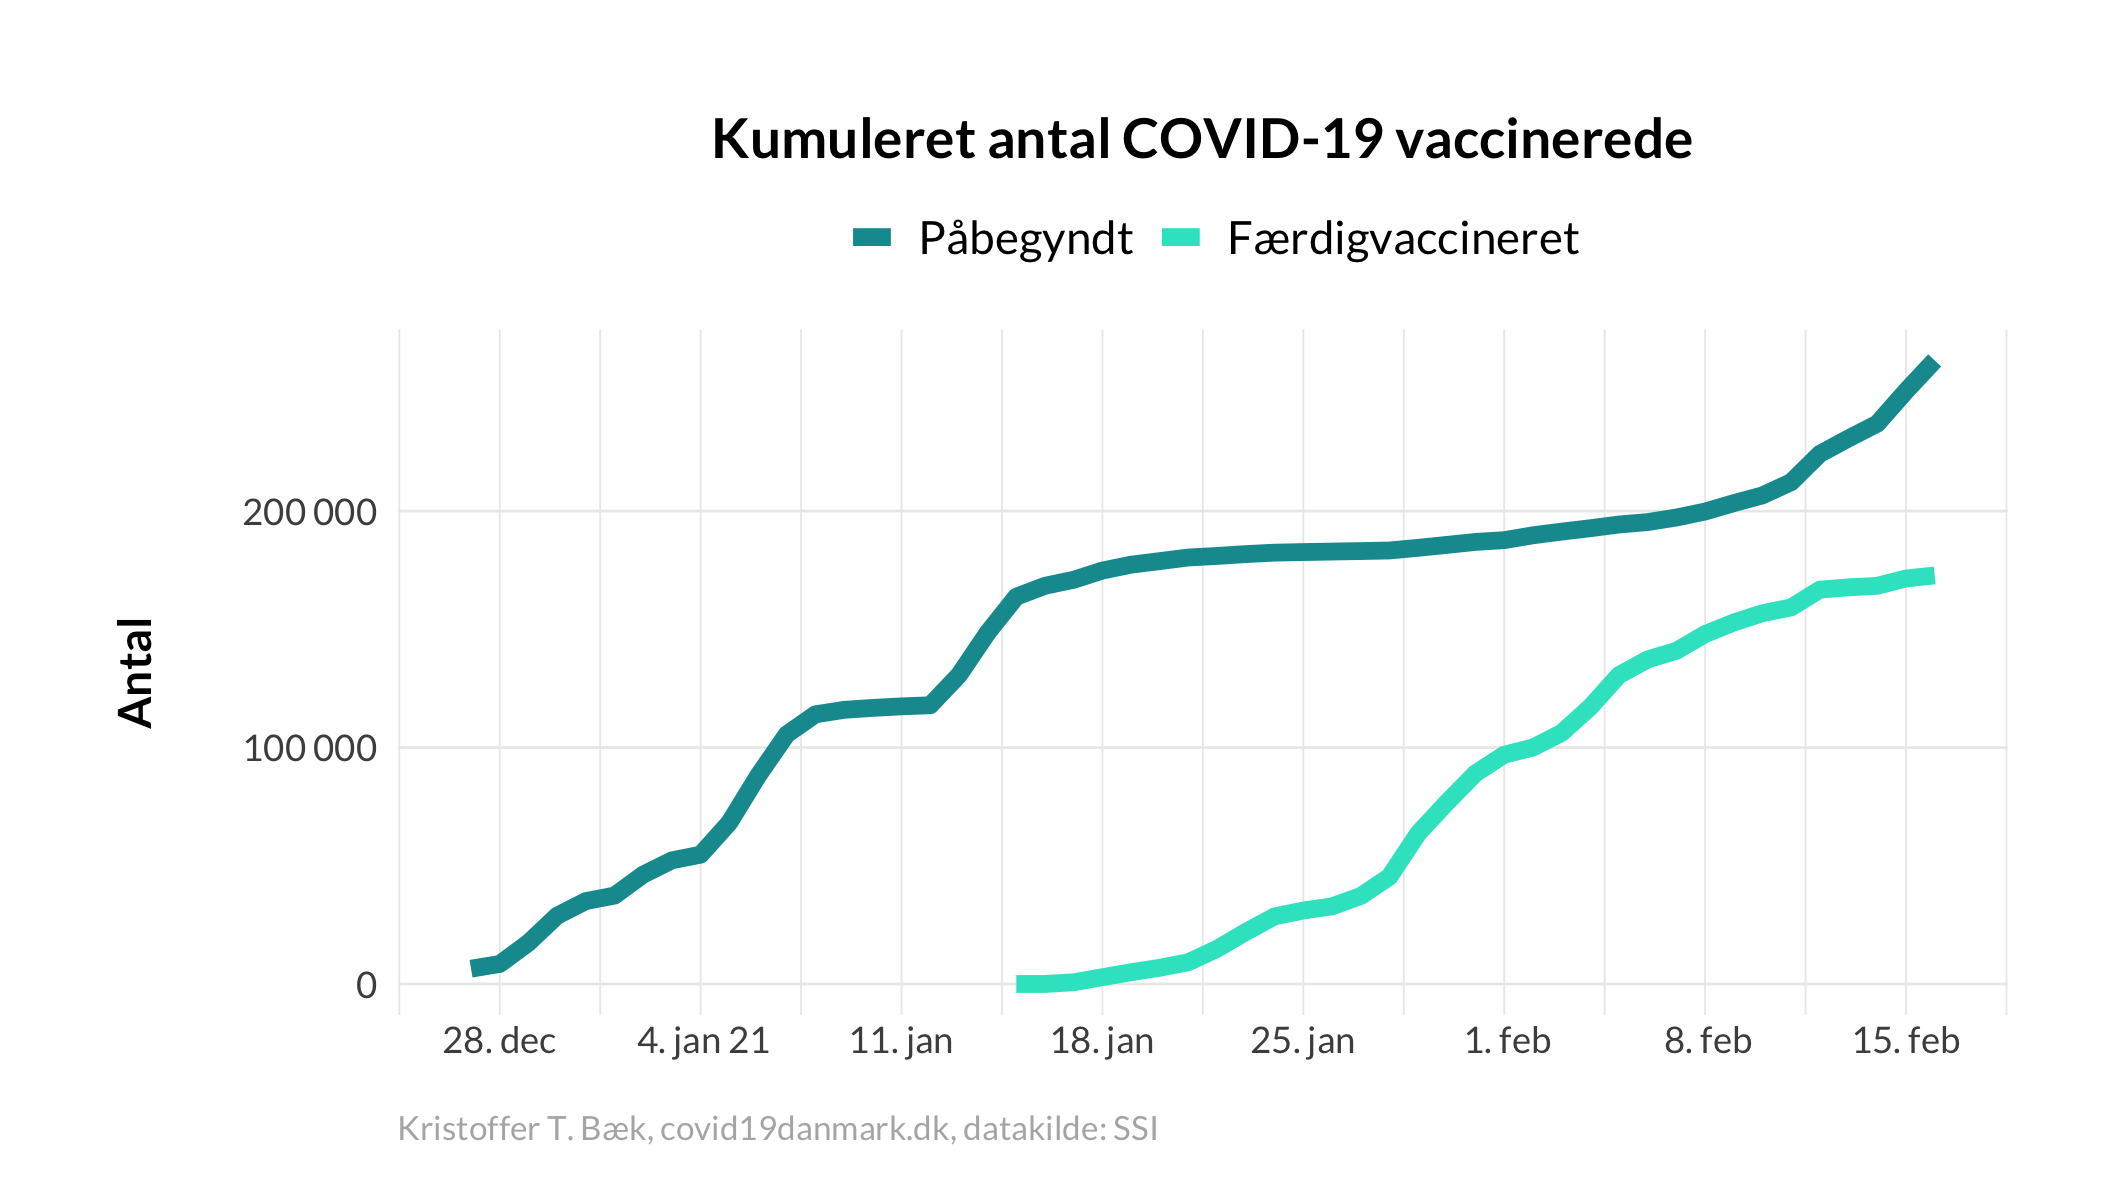 Kumuleret antal COVID-19 vaccinerede
Påbegyndt Færdigvaccineret
Antal
200 000
100 000
0
28. dec 4. jan 21 11. jan 18. jan 25. jan 1. feb 8. feb 15. feb
Kristoffer T. Bæk, covid19danmark.dk, datakilde: SSI